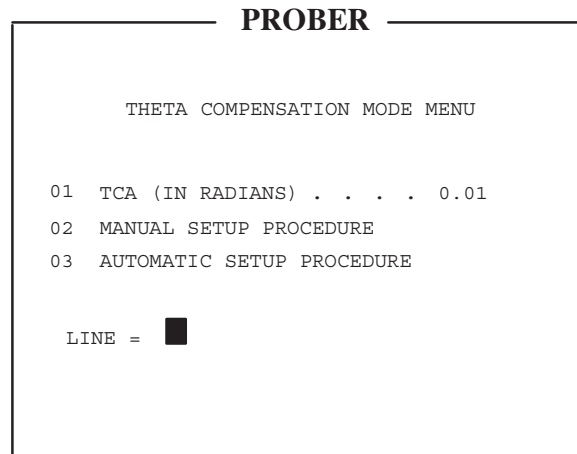 PROBER
THETA COMPENSATION MODE MENU
01 TCA (IN RADIANS) . . . . 0.01
02 MANUAL SETUP PROCEDURE
03 AUTOMATIC SETUP PROCEDURE
LINE =